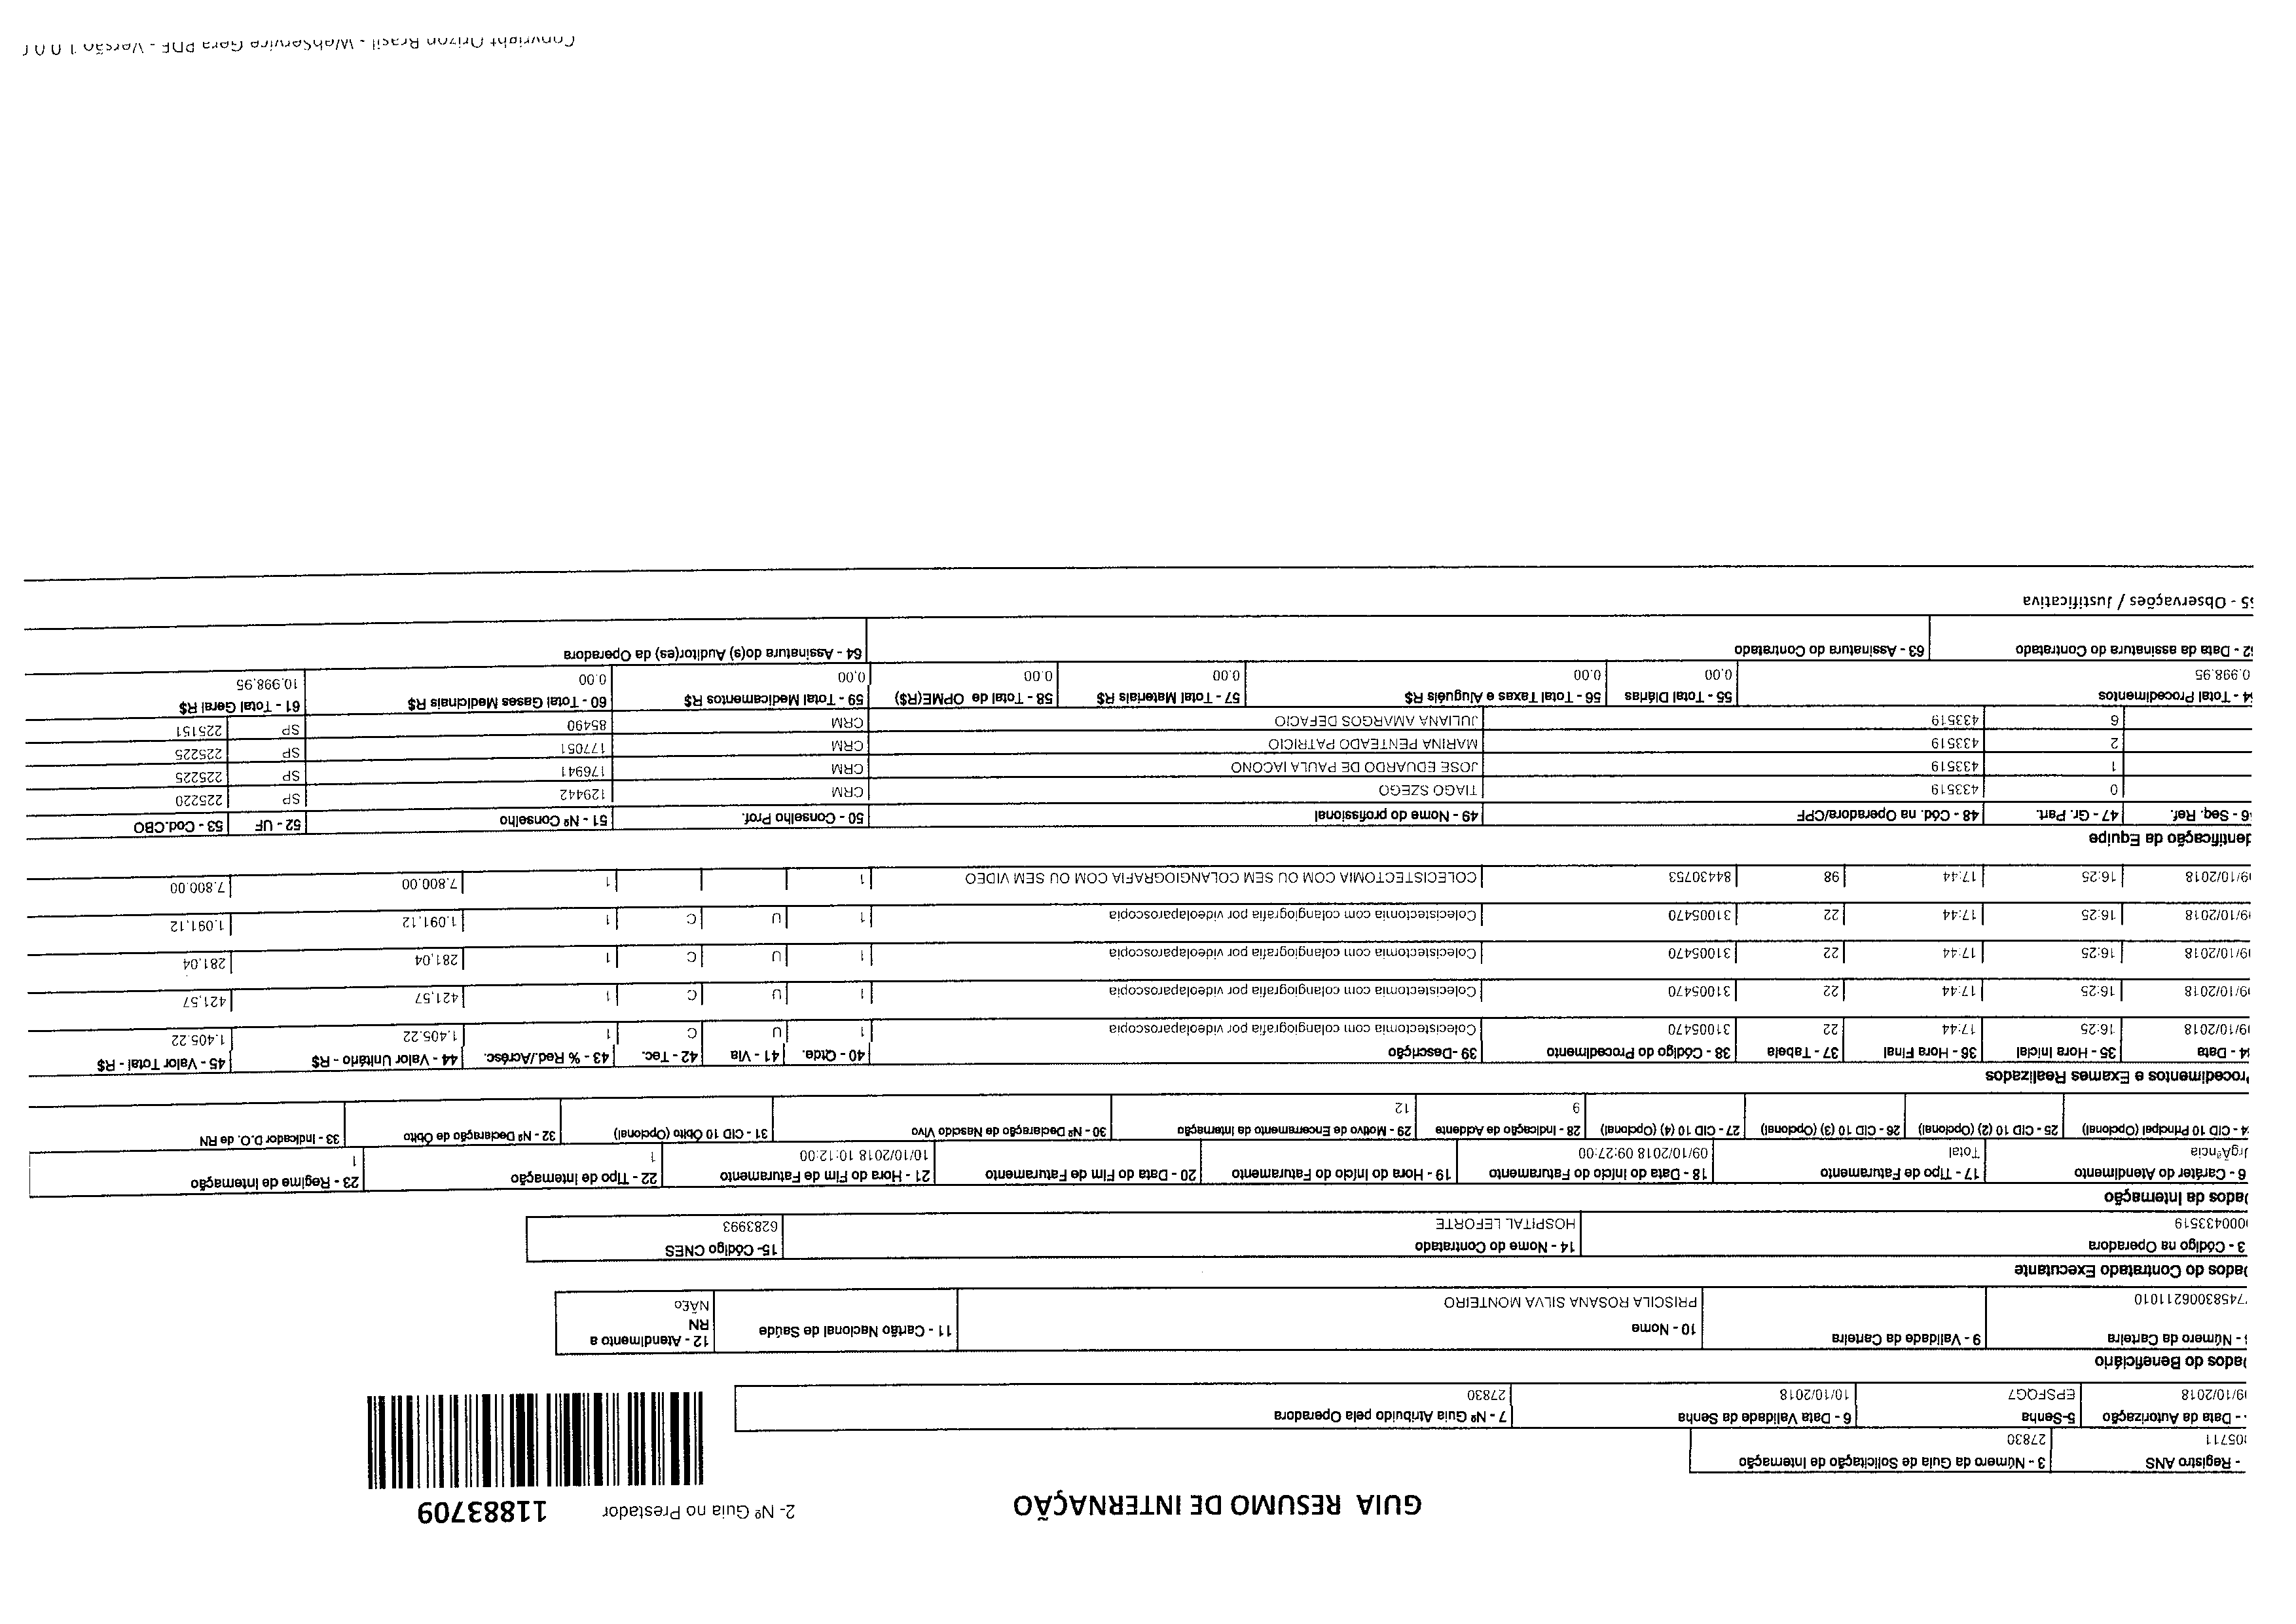 GUIA RESUMO DE INTERNAÇÃO
2- Nº Guia no Prestador 11883709
- Registro ANS 3 - Número da Guia de Solicitação de Internação
05711 27830
- Data da Autorização 5-Senha 6 - Data Validade da Senha 7 - Nº Guia Atribuido pela Operadora
09/10/2018 EPSFQG7 10/10/2018 27830
Dados do Beneficiário
- Número da Carteira 9 - Validade da Carteira 10 - Nome 11 - Cartão Nacional de Saúde 12 - Atendimento a RN
745830062110​10 PRISCILA ROSANA SILVA MONTEIRO NÃ£o
Dados do Contratado Executante
3 - Código na Operadora 14 - Nome do Contratado 15- Código CNES
0000433519 HOSPITAL LEFORTE 6283993
Dados da Internação
6 - Caráter do Atendimento 17 - Tipo de Faturamento 18 - Data do Início do Faturamento 19 - Hora do Início do Faturamento 20 - Data do Fim de Faturamento 21 - Hora do Fim de Faturamento 22 - Tipo de Internação 23 - Regime de Internação
rgÃªncia Total 09/10/2018 09:27:00 10/10/2018 10:12:00 1 1
4 - CID 10 Principal (Opcional) 25 - CID 10 (2) (Opcional) 26 - CID 10 (3) (Opcional) 27 - CID 10 (4) (Opcional) 28 - Indicação de Acidente 29 - Motivo de Encerramento da Internação 30 - Nº Declaração de Nascido Vivo 31 - CID 10 Óbito (Opcional) 32 - Nº Declaração de Óbito 33 - Indicador D.O. de RN
9 12
Procedimentos e Exames Realizados
34 - Data 35 - Hora Inicial 36 - Hora Final 37 - Tabela 38 - Código do Procedimento 39 -Descrição 40 - Qtde. 41 - Via 42 - Tec. 43 - % Red./Acrésc. 44 - Valor Unitário - R$ 45 - Valor Total - R$
09/10/2018 16:25 17:44 22 31005470 Colecistectomia com colangiografia por videolaparoscopia 1 U C 1 1.405.22 1.405.22
09/10/2018 16:25 17:44 22 31005470 Colecistectomia com colangiografia por videolaparoscopia 1 U C 1 421,57 421,57
09/10/2018 16:25 17:44 22 31005470 Colecistectomia com colangiografia por videolaparoscopia 1 U C 1 281,04 281,04
09/10/2018 16:25 17:44 22 31005470 Colecistectomia com colangiografia por videolaparoscopia 1 U C 1 1.091,12 1.091,12
09/10/2018 16:25 17:44 98 84430753 COLECISTECTOMIA COM OU SEM COLANGIOGRAFIA COM OU SEM VIDEO 1 1 7.800.00 7.800.00
Identificação da Equipe
6 - Seq. Ref. 47 - Gr. Part. 48 - Cód. na Operadora/CPF 49 - Nome do profissional 50 - Conselho Prof. 51 - Nº Conselho 52 - UF 53 - Cod.CBO
0 433519 TIAGO SZEGO CRM 129442 SP 225220
1 433519 JOSE EDUARDO DE PAULA IACONO CRM 176941 SP 225225
2 433519 MARINA PENTEADO PATRICIO CRM 177051 SP 225225
6 433519 JULIANA AMARGOS DEFACIO CRM 85490 SP 225151
4 - Total Procedimentos 55 - Total Diárias 56 - Total Taxas e Aluguéis R$ 57 - Total Materiais R$ 58 - Total de OPME(R$) 59 - Total Medicamentos R$ 60 - Total Gases Medicinais R$ 61 - Total Geral R$
0.998.95 0,00 0.00 0.00 0.00 0,00 0.00 10.998.95
62 - Data da assinatura do Contratado 63 - Assinatura do Contratado 64 - Assinatura do(s) Auditor(es) da Operadora
65 - Observações / Justificativa
Copyright Orizon Brasil - WebService Gera PDF - Versão 1.0.0.